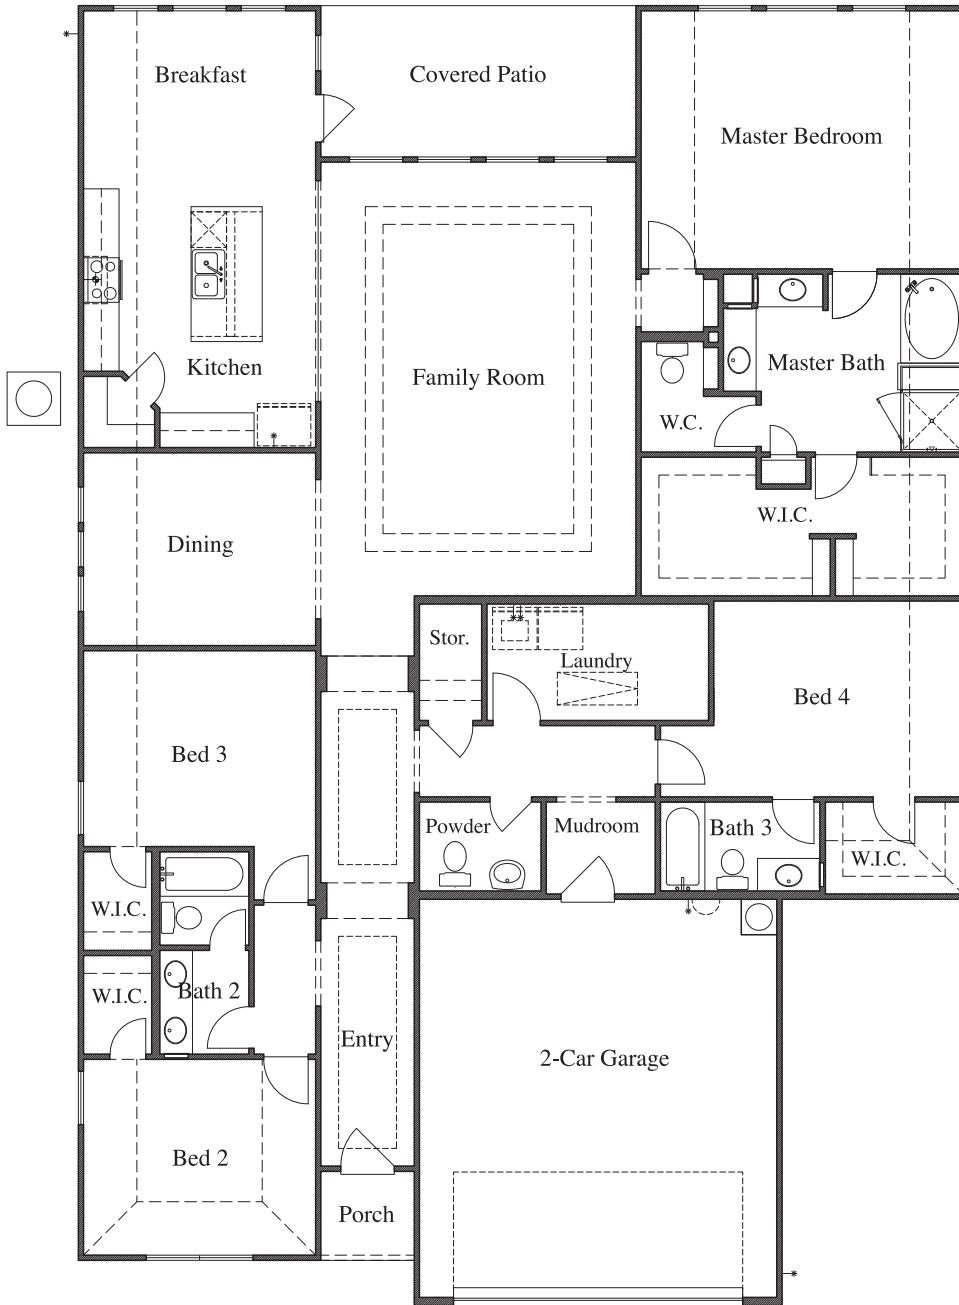 Breakfast
Covered Patio
Master Bedroom
Kitchen
Family Room
Master Bath
W.C.
W.I.C.
Dining
Stor.
Laundry
Bed 4
Bed 3
Powder
Mudroom
Bath 3
W.I.C.
W.I.C.
W.I.C.
Bath 2
Entry
2-Car Garage
Bed 2
Porch